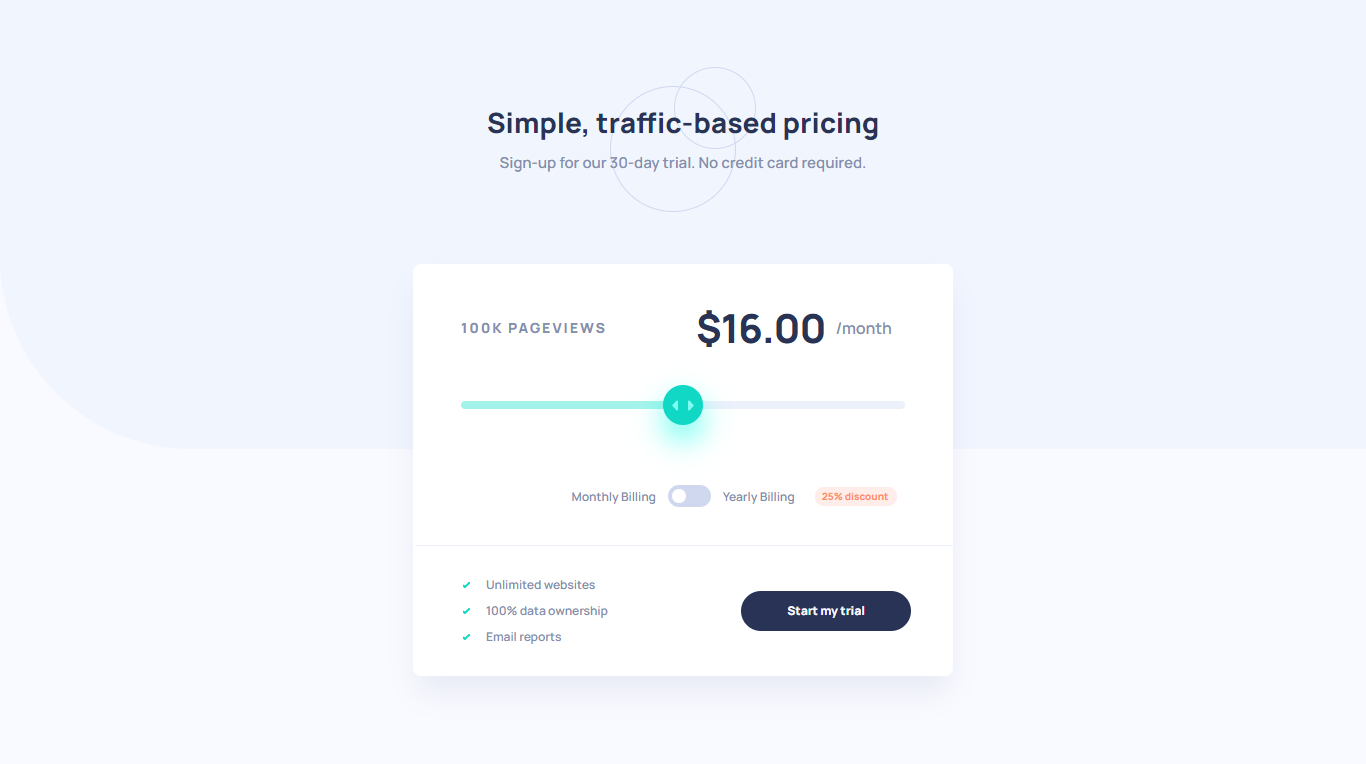 Simple, traffic-based pricing
Sign-up for our 30-day trial. No credit card required.
100K PAGEVIEWS
$16.00 /month
Monthly Billing
Yearly Billing
25% discount
Unlimited websites
100% data ownership
Email reports
Start my trial